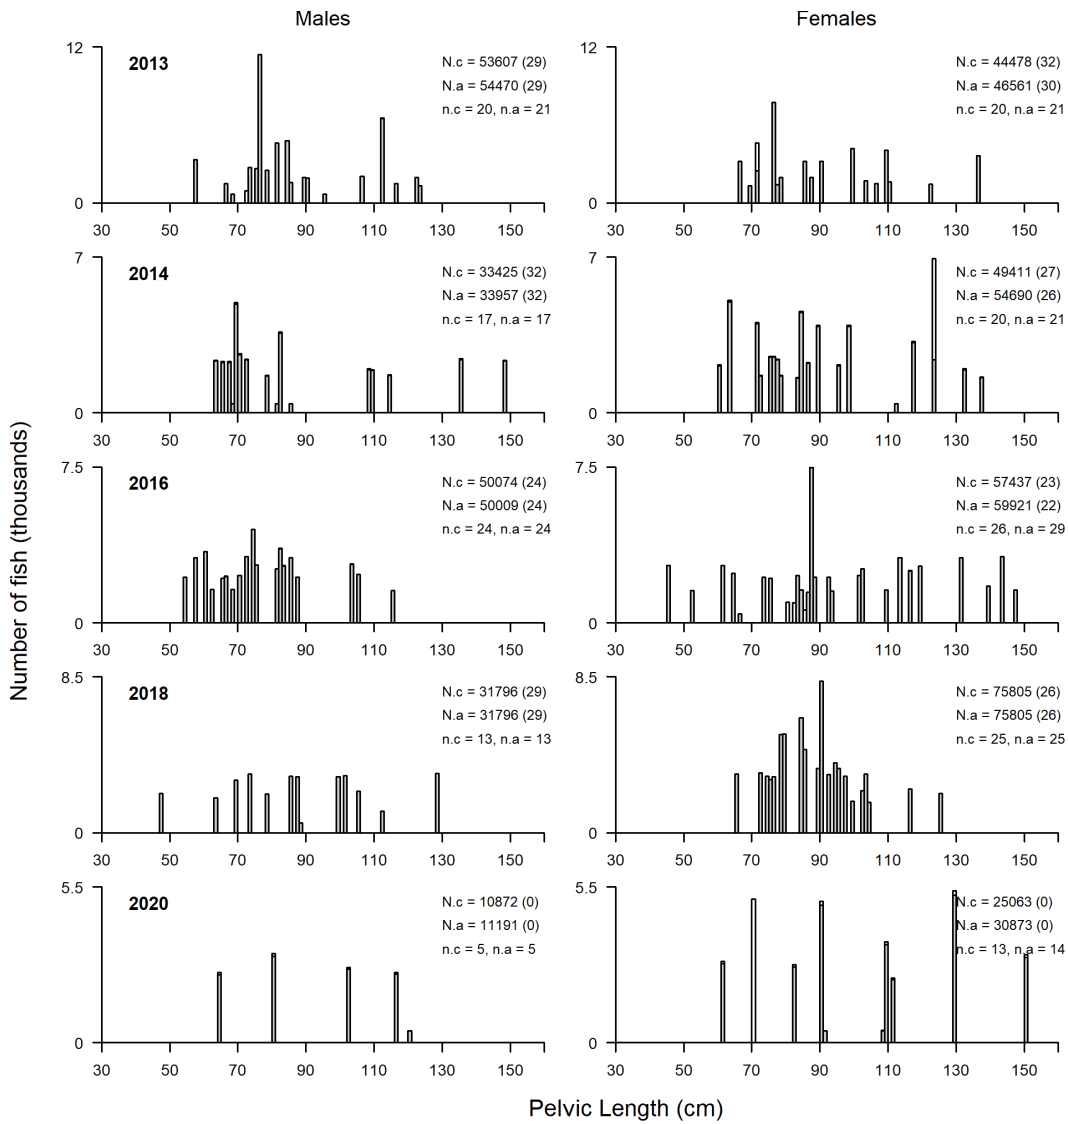 Males
Females
12
0
2013
N.c = 53607 (29)
N.a = 54470 (29)
n.c = 20, n.a = 21
30 50 70 90 110 130 150
12
0
N.c = 44478 (32)
N.a = 46561 (30)
n.c = 20, n.a = 21
30 50 70 90 110 130 150
7
0
2014
N.c = 33425 (32)
N.a = 33957 (32)
n.c = 17, n.a = 17
30 50 70 90 110 130 150
7
0
N.c = 49411 (27)
N.a = 54690 (26)
n.c = 20, n.a = 21
30 50 70 90 110 130 150
7.5
0
2016
N.c = 50074 (24)
N.a = 50009 (24)
n.c = 24, n.a = 24
30 50 70 90 110 130 150
7.5
0
N.c = 57437 (23)
N.a = 59921 (22)
n.c = 26, n.a = 29
30 50 70 90 110 130 150
8.5
0
2018
N.c = 31796 (29)
N.a = 31796 (29)
n.c = 13, n.a = 13
30 50 70 90 110 130 150
8.5
0
N.c = 75805 (26)
N.a = 75805 (26)
n.c = 25, n.a = 25
30 50 70 90 110 130 150
5.5
0
2020
N.c = 10872 (0)
N.a = 11191 (0)
n.c = 5, n.a = 5
30 50 70 90 110 130 150
5.5
0
N.c = 25063 (0)
N.a = 30873 (0)
n.c = 13, n.a = 14
30 50 70 90 110 130 150
Number of fish (thousands)
Pelvic Length (cm)